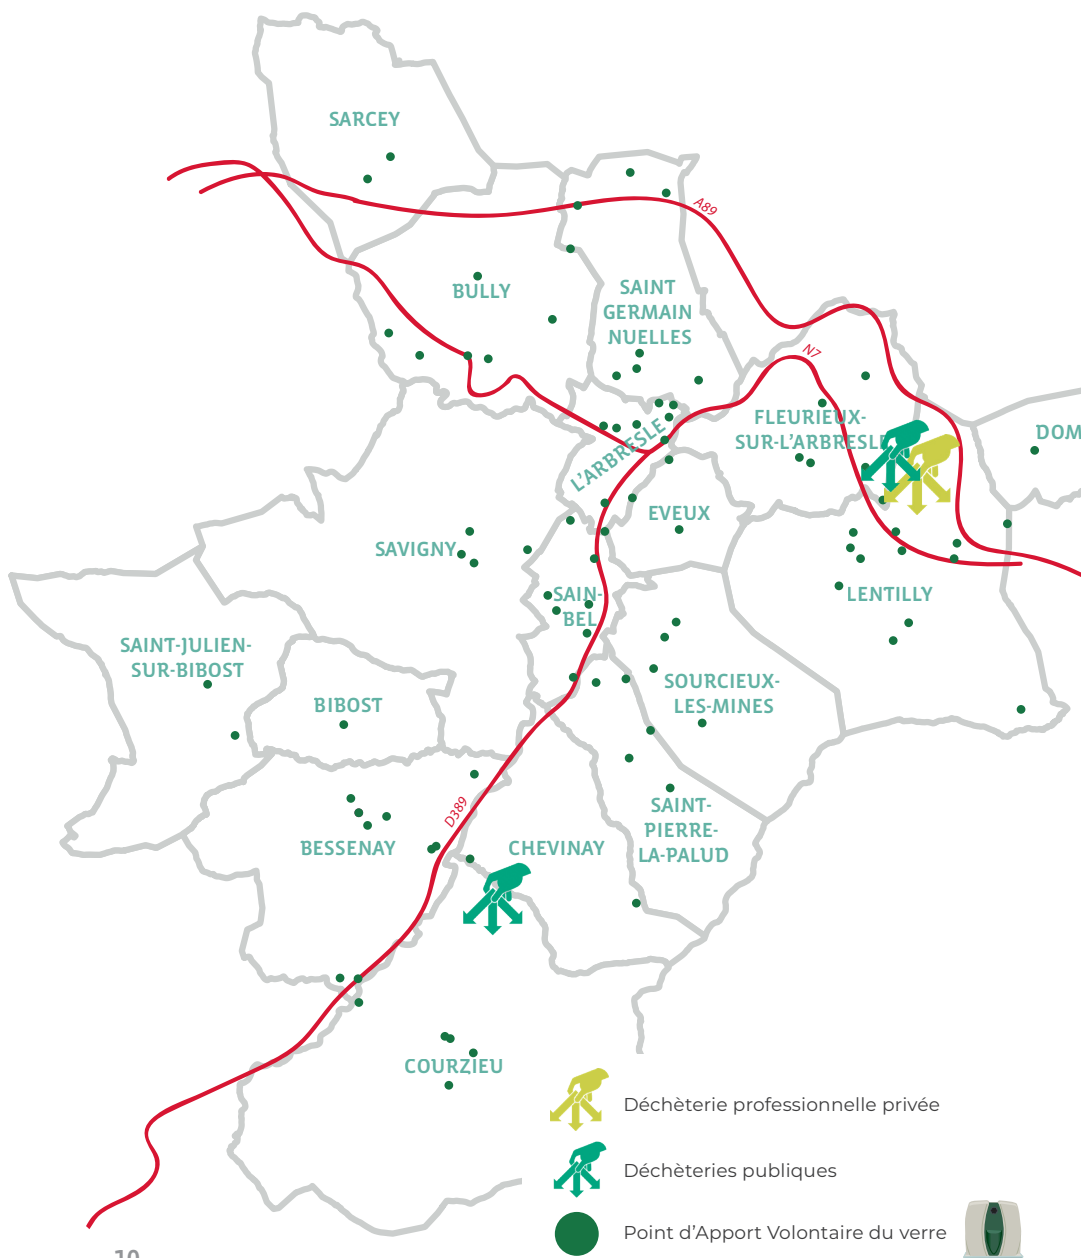 SARCEY
A89
BULLY
SAINT
GERMAIN
NUELLES
N7
FLEURIEUX-
SUR-L'ARBRESLE
DOM
L'ARBRESLE
EVEUX
SAVIGNY
SAIN-
BEL
LENTILLY
SAINT-JULIEN-
SUR-BIBOST
BIBOST
SOURCIEUX-
LES-MINES
D389
SAINT-
PIERRE-
LA-PALUD
BESSENAY
CHEVINAY
COURZIEU
Déchèterie professionnelle privée
Déchèteries publiques
Point d'Apport Volontaire du verre
10